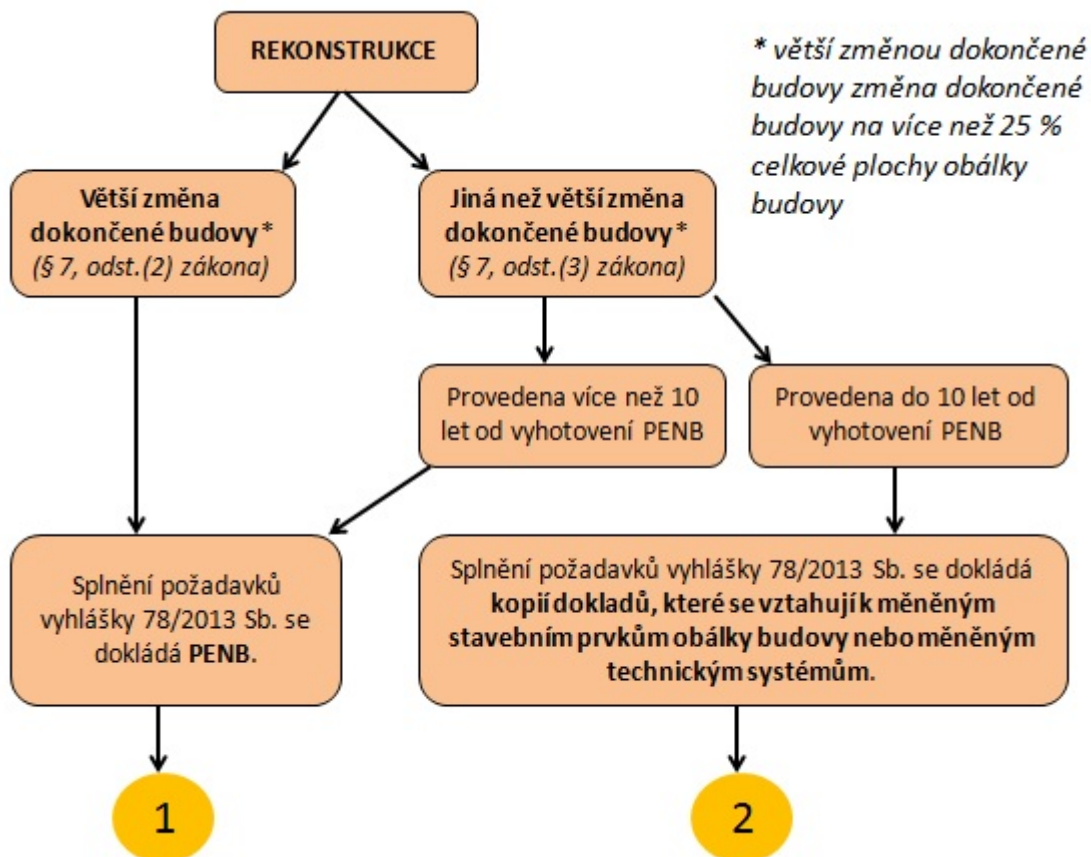 REKONSTRUKCE
* větší změnou dokončené
budovy změna dokončené
budovy na více než 25 %
celkové plochy obálky
budovy
Větší změna
dokončené budovy *
(§ 7, odst.(2) zákona)
Jiná než větší změna
dokončené budovy *
(§ 7, odst.(3) zákona)
Provedena více než 10
let od vyhotovení PENB
Provedena do 10 let od
vyhotovení PENB
Splnění požadavků
vyhlášky 78/2013 Sb. se
dokládá PENB.
Splnění požadavků vyhlášky 78/2013 Sb. se dokládá
kopií dokladů, které se vztahují k měněným
stavebním prvkům obálky budovy nebo měněným
technickým systémům.
1
2